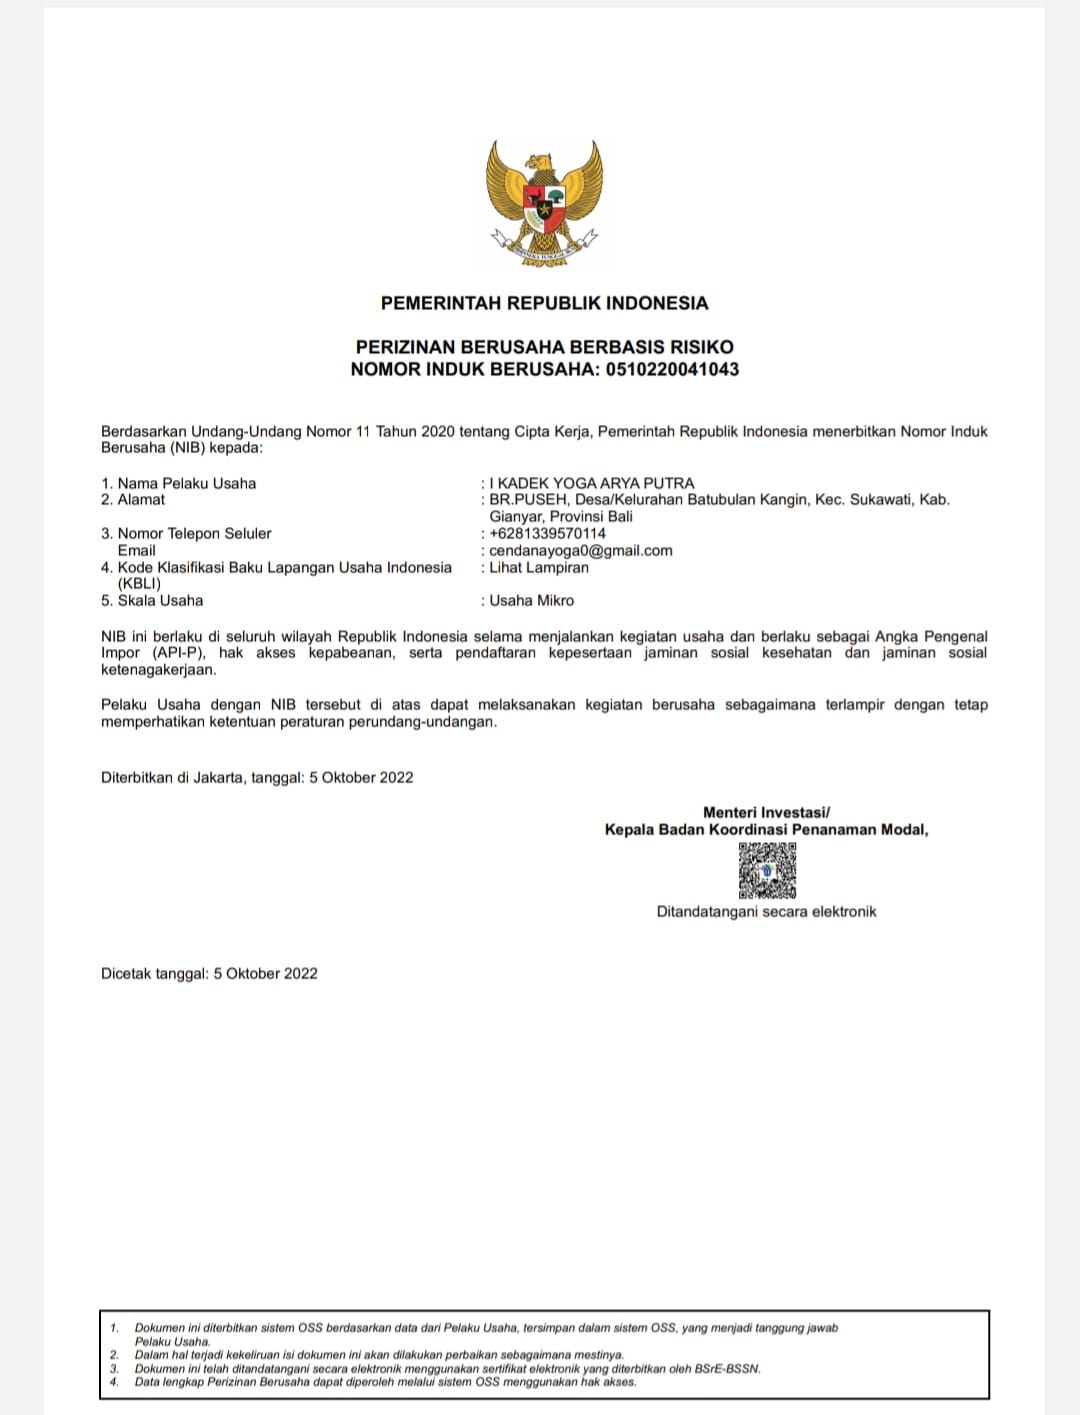 PEMERINTAH REPUBLIK INDONESIA
PERIZINAN BERUSAHA BERBASIS RISIKO
NOMOR INDUK BERUSAHA: 0510220041043
Berdasarkan Undang-Undang Nomor 11 Tahun 2020 tentang Cipta Kerja, Pemerintah Republik Indonesia menerbitkan Nomor Induk
Berusaha (NIB) kepada:
1. Nama Pelaku Usaha : I KADEK YOGA ARYA PUTRA
2. Alamat : BR.PUSEH, Desa/Kelurahan Batubulan Kangin, Kec. Sukawati, Kab.
Gianyar, Provinsi Bali
3. Nomor Telepon Seluler : +6281339570114
Email : cendanayoga0@gmail.com
4. Kode Klasifikasi Baku Lapangan Usaha Indonesia : Lihat Lampiran
(KBLI)
5. Skala Usaha : Usaha Mikro
NIB ini berlaku di seluruh wilayah Republik Indonesia selama menjalankan kegiatan usaha dan berlaku sebagai Angka Pengenal
Impor (API-P), hak akses kepabeanan, serta pendaftaran kepesertaan jaminan sosial kesehatan dan jaminan sosial
ketenagakerjaan.
Pelaku Usaha dengan NIB tersebut di atas dapat melaksanakan kegiatan berusaha sebagaimana terlampir dengan tetap
memperhatikan ketentuan peraturan perundang-undangan.
Diterbitkan di Jakarta, tanggal: 5 Oktober 2022
Menteri Investasi/
Kepala Badan Koordinasi Penanaman Modal,
Ditandatangani secara elektronik
Dicetak tanggal: 5 Oktober 2022
1. Dokumen ini diterbitkan sistem OSS berdasarkan data dari Pelaku Usaha, tersimpan dalam sistem OSS, yang menjadi tanggung jawab
Pelaku Usaha.
2. Dalam hal terjadi kekeliruan isi dokumen ini akan dilakukan perbaikan sebagaimana mestinya.
3. Dokumen ini telah ditandatangani secara elektronik menggunakan sertifikat elektronik yang diterbitkan oleh BSrE-BSSN.
4. Data lengkap Perizinan Berusaha dapat diperoleh melalui sistem OSS menggunakan hak akses.